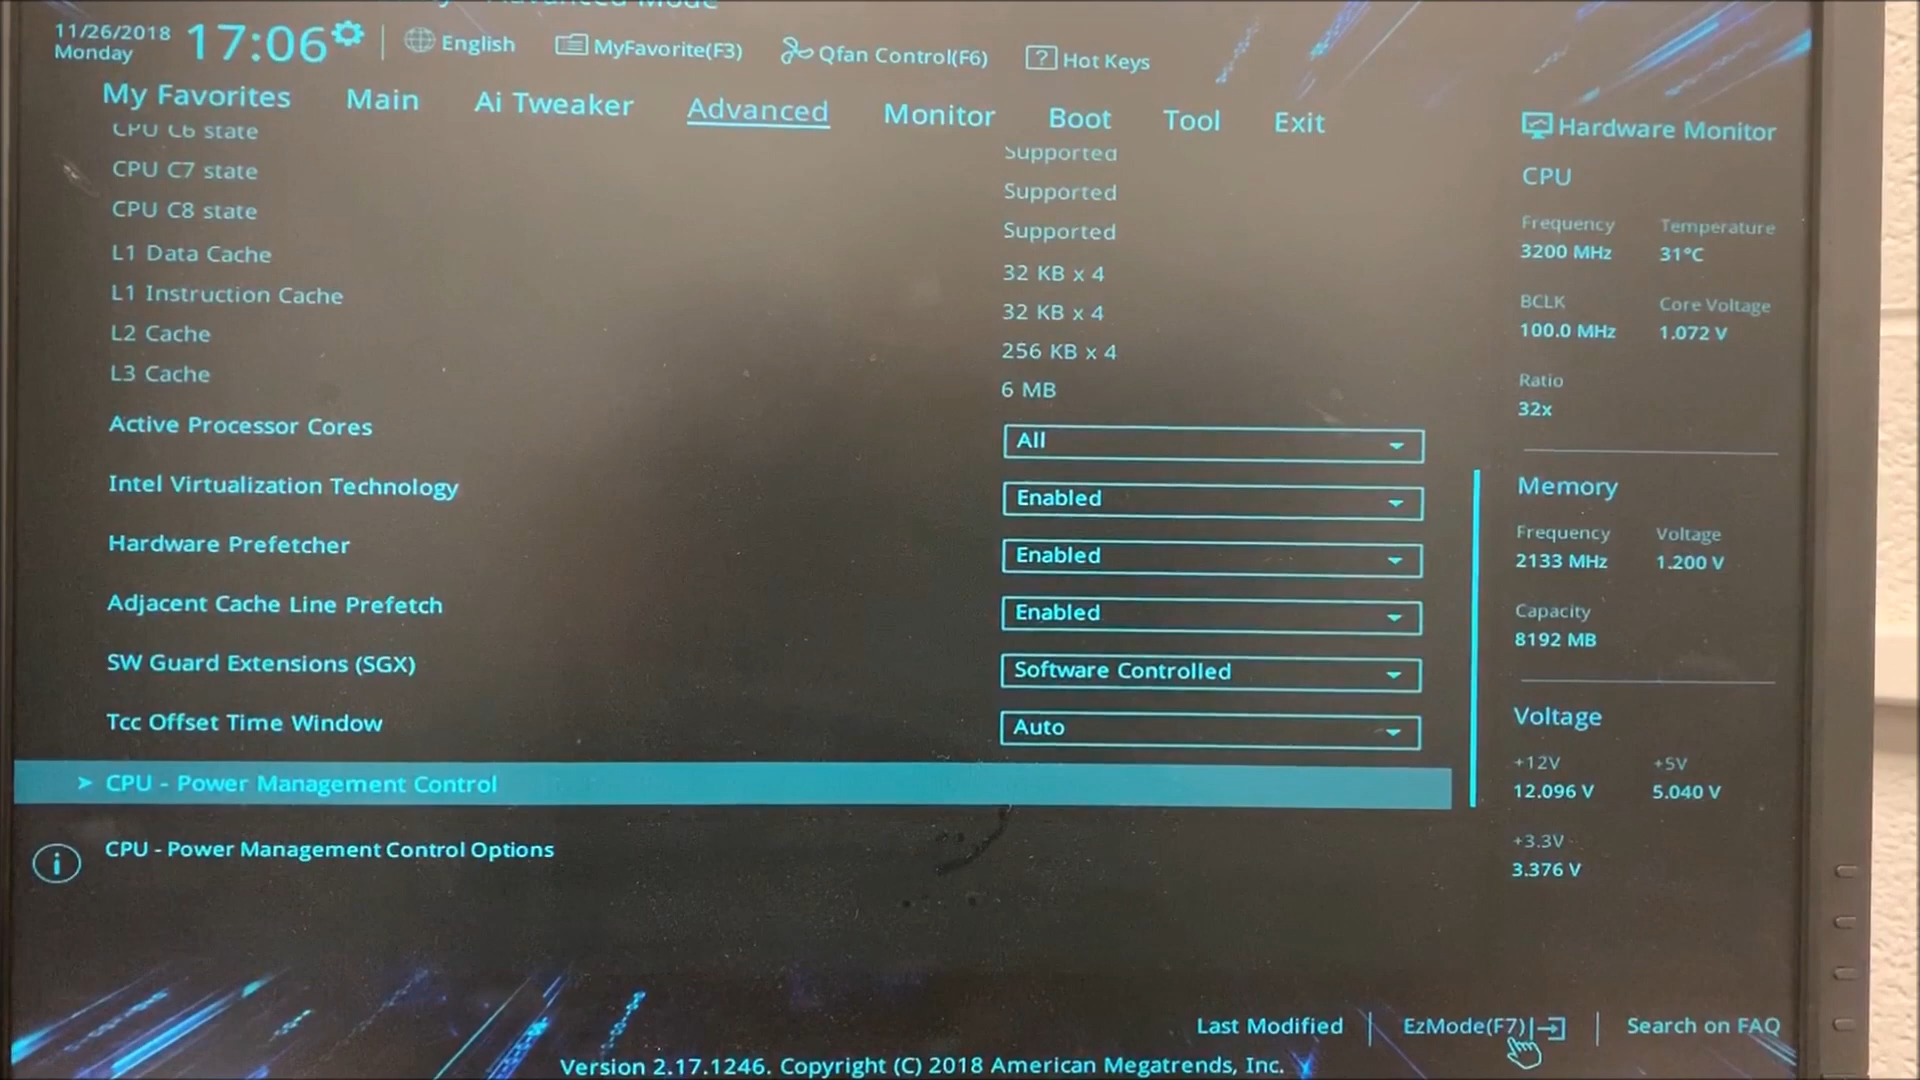 Advanced Mode
11/26/2018
Monday
17:06
English
MyFavorite(F3)
Qfan Control(F6)
? Hot Keys
My Favorites Main Ai Tweaker Advanced Monitor Boot Tool Exit
CPU C6 state Supported
CPU C7 state Supported
CPU C8 state Supported
L1 Data Cache 32 KB x 4
L1 Instruction Cache 32 KB x 4
L2 Cache 256 KB x 4
L3 Cache 6 MB
Active Processor Cores All
Intel Virtualization Technology Enabled
Hardware Prefetcher Enabled
Adjacent Cache Line Prefetch Enabled
SW Guard Extensions (SGX) Software Controlled
Tcc Offset Time Window Auto
> CPU - Power Management Control
i CPU - Power Management Control Options
Hardware Monitor
CPU
Frequency Temperature
3200 MHz 31°C
BCLK Core Voltage
100.0 MHz 1.072 V
Ratio
32x
Memory
Frequency Voltage
2133 MHz 1.200 V
Capacity
8192 MB
Voltage
+12V +5V
12.096 V 5.040 V
+3.3V
3.376 V
Last Modified EzMode(F7) Search on FAQ
Version 2.17.1246. Copyright (C) 2018 American Megatrends, Inc.